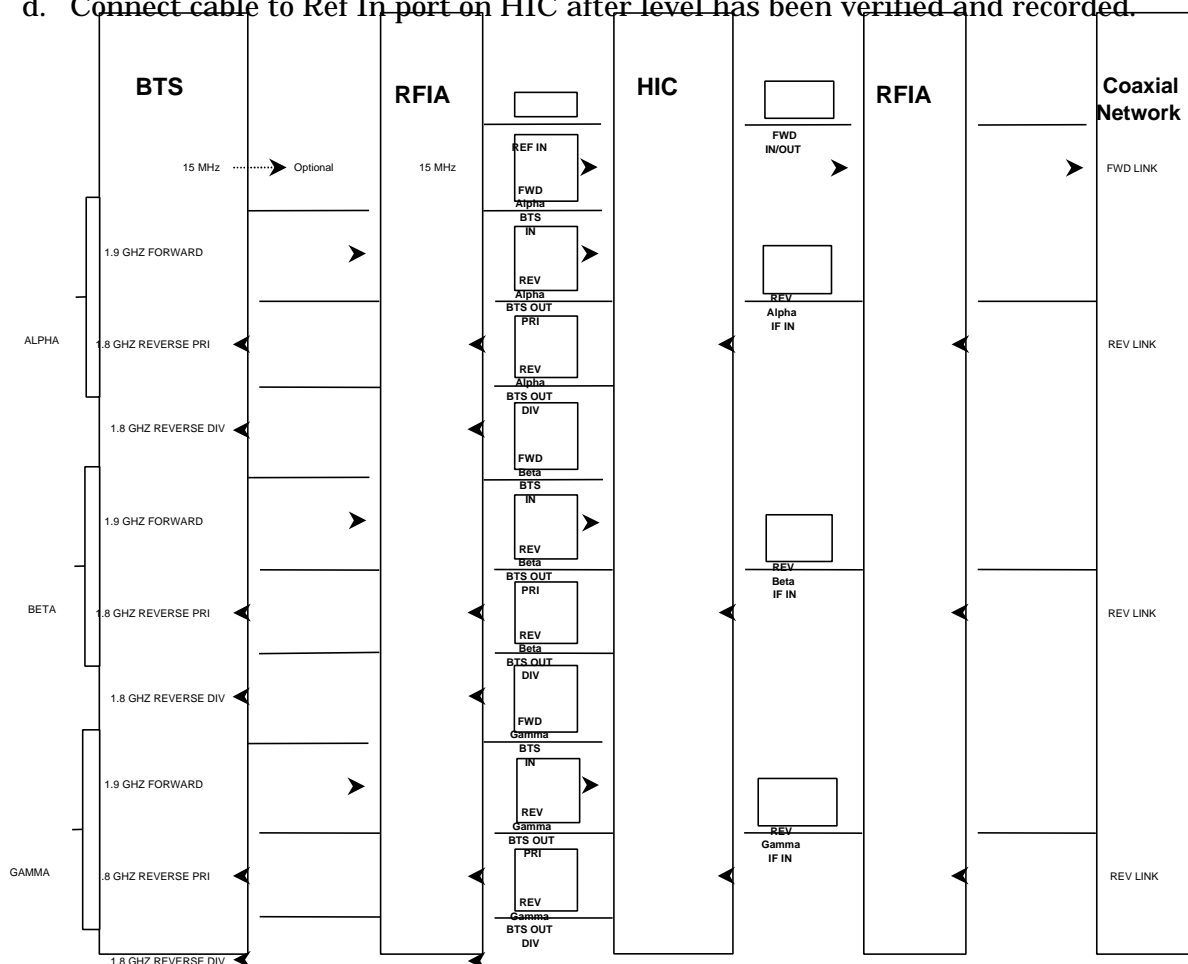 d. Connect cable to Ref In port on HIC after level has been verified and recorded.
BTS
RFIA
HIC
RFIA
Coaxial
Network
REF IN
FWD
IN/OUT
15 MHz
Optional
15 MHz
FWD LINK
FWD
Alpha
BTS
IN
1.9 GHZ FORWARD
REV
Alpha
BTS OUT
PRI
REV
Alpha
IF IN
ALPHA
1.8 GHZ REVERSE PRI
REV LINK
REV
Alpha
BTS OUT
DIV
1.8 GHZ REVERSE DIV
FWD
Beta
BTS
IN
1.9 GHZ FORWARD
REV
Beta
BTS OUT
PRI
REV
Beta
IF IN
BETA
1.8 GHZ REVERSE PRI
REV LINK
REV
Beta
BTS OUT
DIV
1.8 GHZ REVERSE DIV
FWD
Gamma
BTS
IN
1.9 GHZ FORWARD
REV
Gamma
BTS OUT
PRI
REV
Gamma
IF IN
GAMMA
.8 GHZ REVERSE PRI
REV LINK
REV
Gamma
BTS OUT
DIV
1.8 GHZ REVERSE DIV